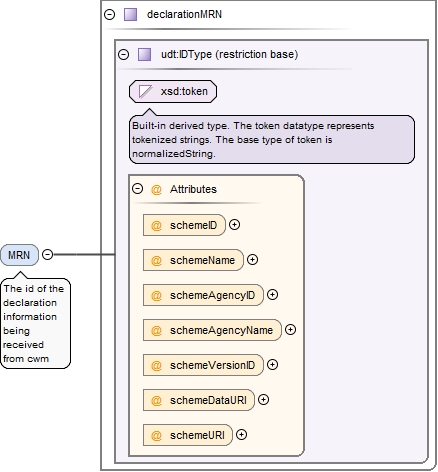 declarationMRN
udt:IDType (restriction base)
xsd:token
Built-in derived type. The token datatype represents
tokenized strings. The base type of token is
normalizedString.
@ Attributes
@ schemeID
@ schemeName
@ schemeAgencyID
@ schemeAgencyName
@ schemeVersionID
@ schemeDataURI
@ schemeURI
MRN
The id of the
declaration
information
being
received
from cwm